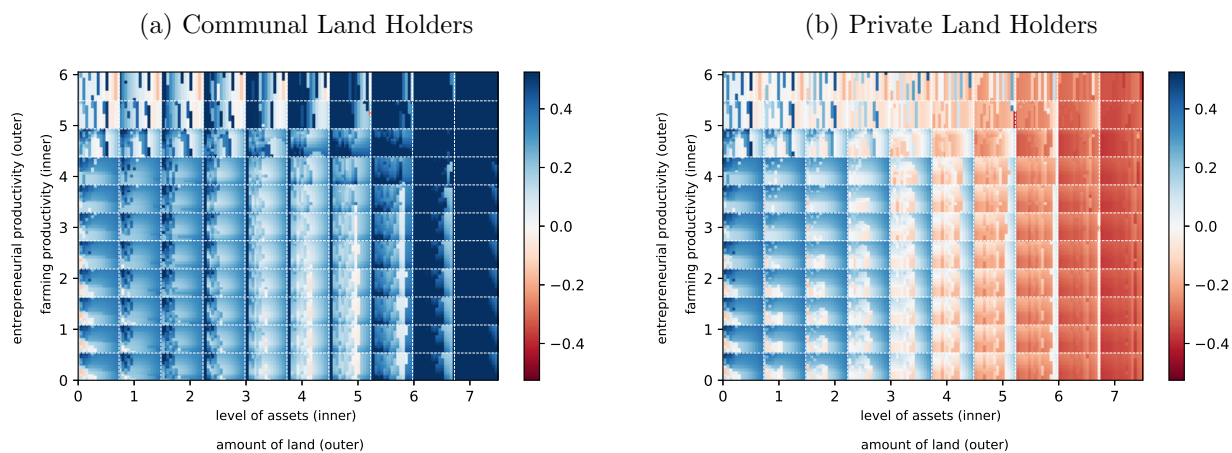 (a) Communal Land Holders
entrepreneurial productivity (outer)
farming productivity (inner)
6
5
4
3
2
1
0
0 1 2 3 4 5 6 7
level of assets (inner)
amount of land (outer)
0.4
0.2
0.0
−0.2
−0.4
(b) Private Land Holders
entrepreneurial productivity (outer)
farming productivity (inner)
6
5
4
3
2
1
0
0 1 2 3 4 5 6 7
level of assets (inner)
amount of land (outer)
0.4
0.2
0.0
−0.2
−0.4